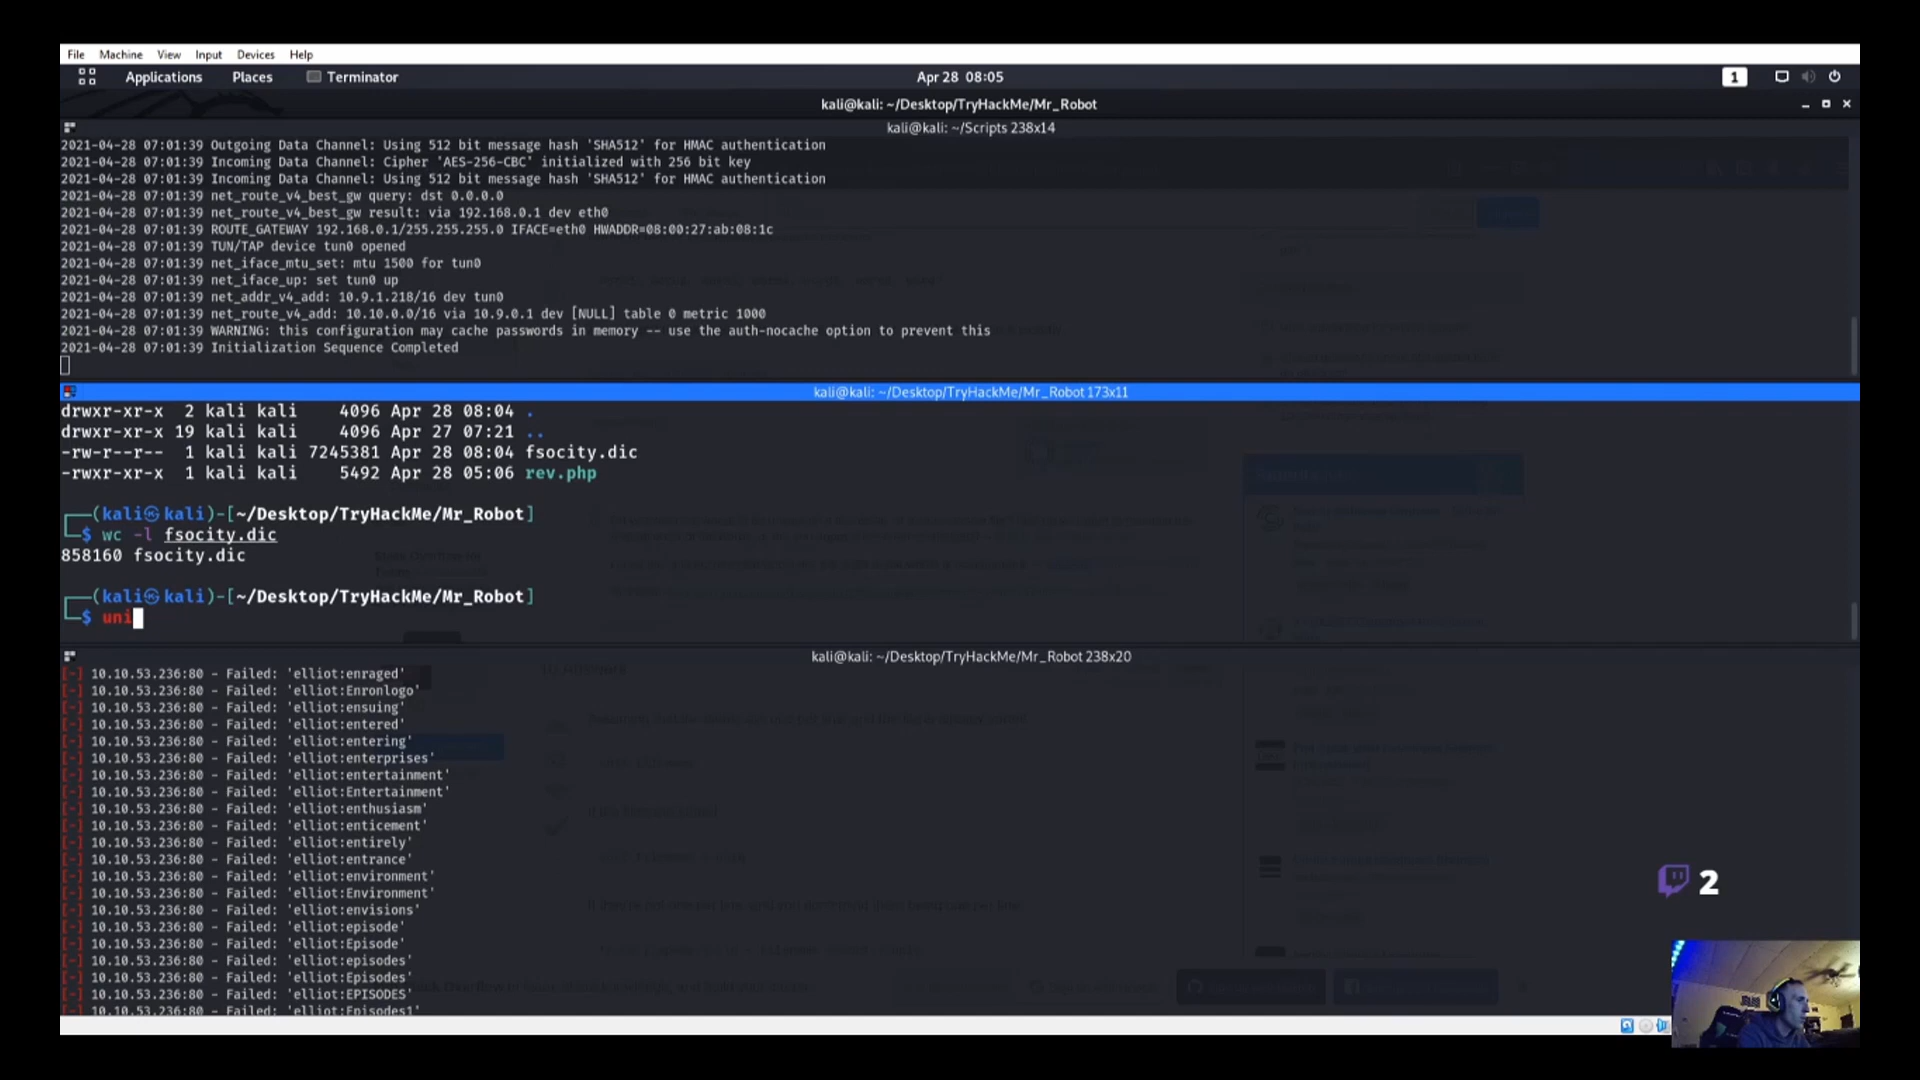 File Machine View Input Devices Help
Applications Places Terminator Apr 28 08:05 1
kali@kali: ~/Desktop/TryHackMe/Mr_Robot
kali@kali: ~/Scripts 238x14
2021-04-28 07:01:39 Outgoing Data Channel: Using 512 bit message hash 'SHA512' for HMAC authentication
2021-04-28 07:01:39 Incoming Data Channel: Cipher 'AES-256-CBC' initialized with 256 bit key
2021-04-28 07:01:39 Incoming Data Channel: Using 512 bit message hash 'SHA512' for HMAC authentication
2021-04-28 07:01:39 net_route_v4_best_gw query: dst 0.0.0.0
2021-04-28 07:01:39 net_route_v4_best_gw result: via 192.168.0.1 dev eth0
2021-04-28 07:01:39 ROUTE_GATEWAY 192.168.0.1/255.255.255.0 IFACE=eth0 HWADDR=08:00:27:ab:08:1c
2021-04-28 07:01:39 TUN/TAP device tun0 opened
2021-04-28 07:01:39 net_iface_mtu_set: mtu 1500 for tun0
2021-04-28 07:01:39 net_iface_up: set tun0 up
2021-04-28 07:01:39 net_addr_v4_add: 10.9.1.218/16 dev tun0
2021-04-28 07:01:39 net_route_v4_add: 10.10.0.0/16 via 10.9.0.1 dev [NULL] table 0 metric 1000
2021-04-28 07:01:39 WARNING: this configuration may cache passwords in memory -- use the auth-nocache option to prevent this
2021-04-28 07:01:39 Initialization Sequence Completed
kali@kali: ~/Desktop/TryHackMe/Mr_Robot 173x11
drwxr-xr-x 2 kali kali 4096 Apr 28 08:04 .
drwxr-xr-x 19 kali kali 4096 Apr 27 07:21 ..
-rw-r--r-- 1 kali kali 7245381 Apr 28 08:04 fsocity.dic
-rwxr-xr-x 1 kali kali 5492 Apr 28 05:06 rev.php
┌──(kali㉿kali)-[~/Desktop/TryHackMe/Mr_Robot]
└─$ wc -l fsocity.dic
858160 fsocity.dic
┌──(kali㉿kali)-[~/Desktop/TryHackMe/Mr_Robot]
└─$ uni
kali@kali: ~/Desktop/TryHackMe/Mr_Robot 238x20
[-] 10.10.53.236:80 - Failed: 'elliot:enraged'
[-] 10.10.53.236:80 - Failed: 'elliot:Enronlogo'
[-] 10.10.53.236:80 - Failed: 'elliot:ensuing'
[-] 10.10.53.236:80 - Failed: 'elliot:entered'
[-] 10.10.53.236:80 - Failed: 'elliot:entering'
[-] 10.10.53.236:80 - Failed: 'elliot:enterprises'
[-] 10.10.53.236:80 - Failed: 'elliot:entertainment'
[-] 10.10.53.236:80 - Failed: 'elliot:Entertainment'
[-] 10.10.53.236:80 - Failed: 'elliot:enthusiasm'
[-] 10.10.53.236:80 - Failed: 'elliot:enticement'
[-] 10.10.53.236:80 - Failed: 'elliot:entirely'
[-] 10.10.53.236:80 - Failed: 'elliot:entrance'
[-] 10.10.53.236:80 - Failed: 'elliot:environment'
[-] 10.10.53.236:80 - Failed: 'elliot:Environment'
[-] 10.10.53.236:80 - Failed: 'elliot:envisions'
[-] 10.10.53.236:80 - Failed: 'elliot:episode'
[-] 10.10.53.236:80 - Failed: 'elliot:Episode'
[-] 10.10.53.236:80 - Failed: 'elliot:episodes'
[-] 10.10.53.236:80 - Failed: 'elliot:Episodes'
[-] 10.10.53.236:80 - Failed: 'elliot:EPISODES'
[-] 10.10.53.236:80 - Failed: 'elliot:Episodes1'
2